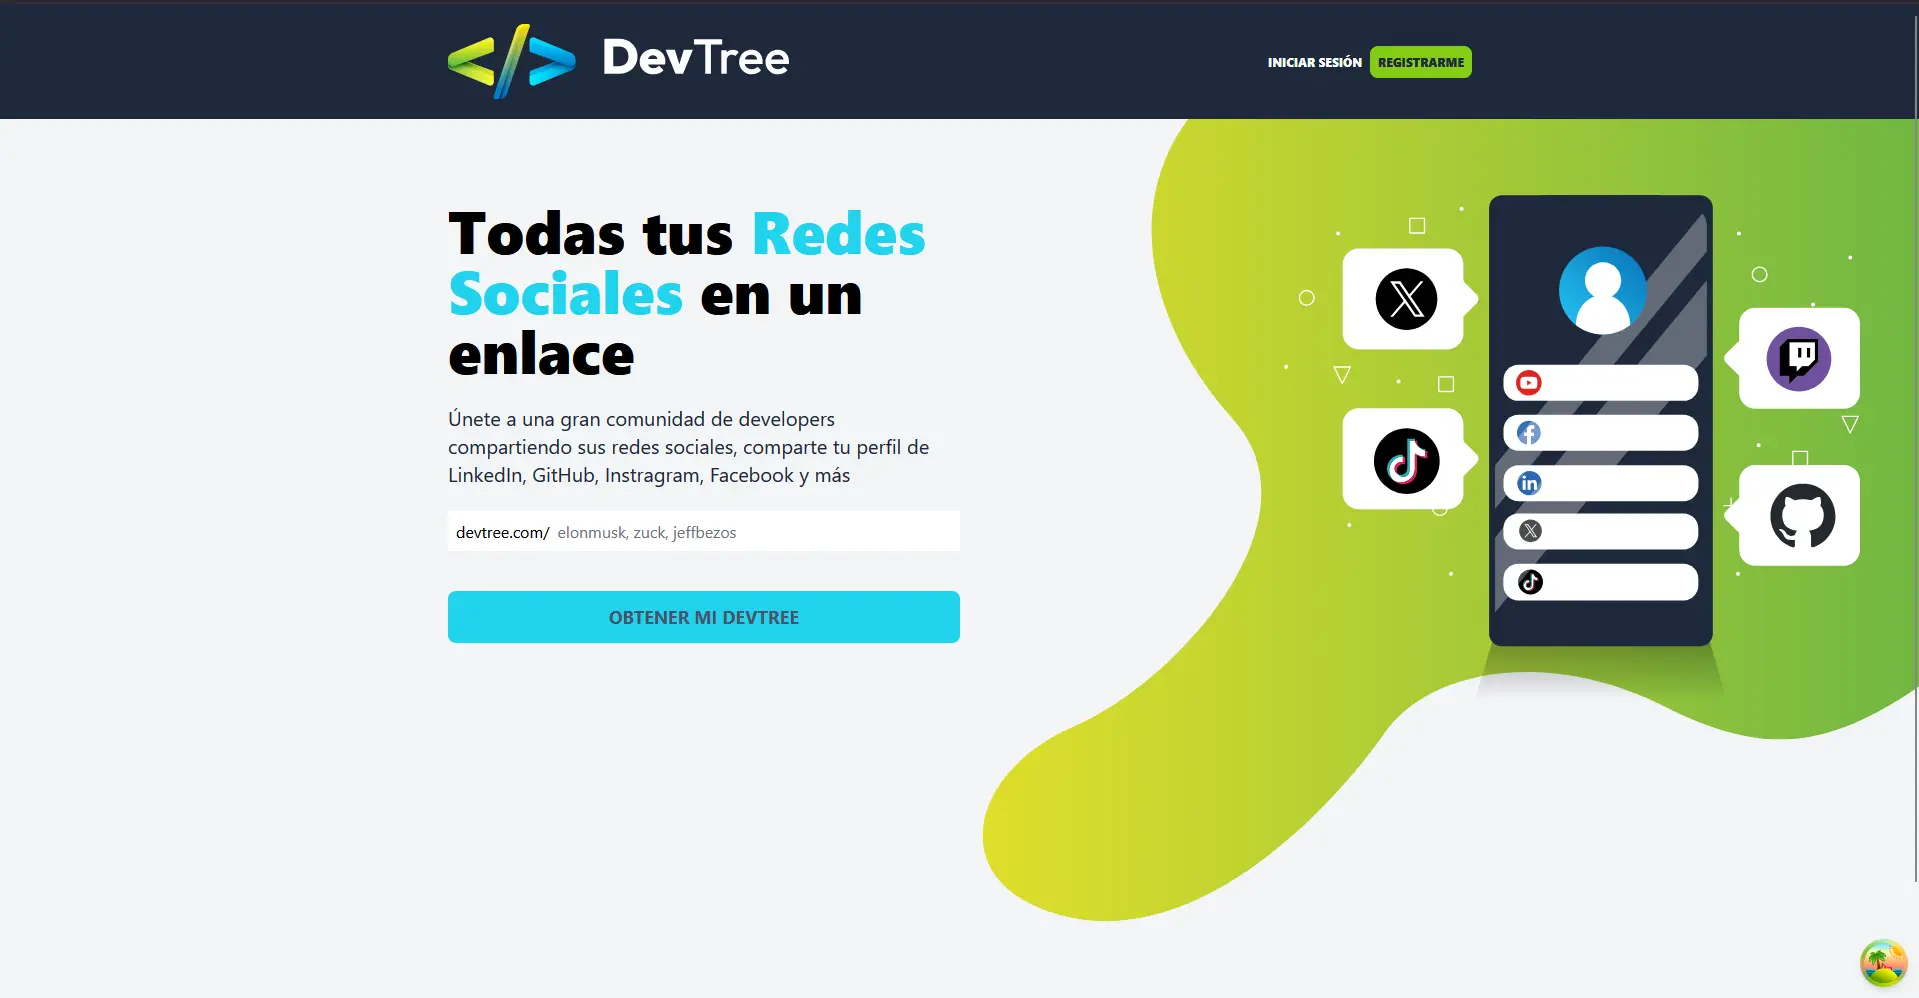 DevTree
INICIAR SESIÓN
REGISTRARME
Todas tus Redes
Sociales en un
enlace
Únete a una gran comunidad de developers
compartiendo sus redes sociales, comparte tu perfil de
LinkedIn, GitHub, Instragram, Facebook y más
devtree.com/ elonmusk, zuck, jeffbezos
OBTENER MI DEVTREE